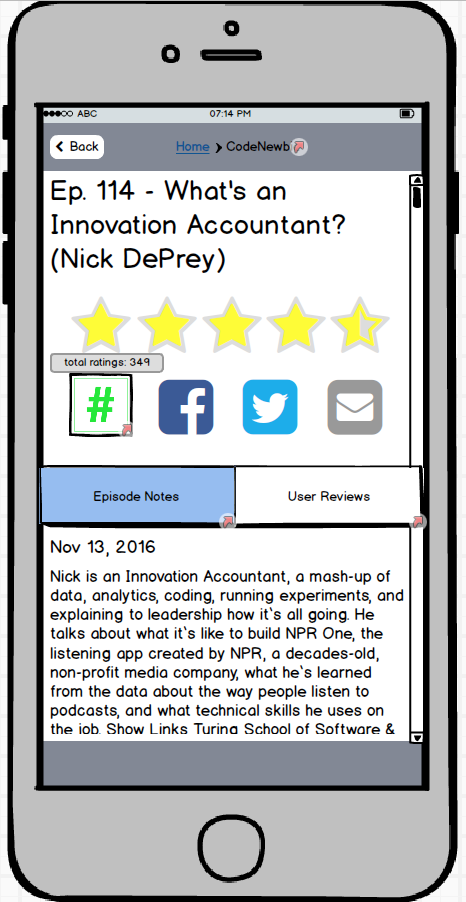 ABC 07:14 PM
Back Home CodeNewb
Ep. 114 - What's an
Innovation Accountant?
(Nick DePrey)
total ratings: 349
#
Episode Notes User Reviews
Nov 13, 2016
Nick is an Innovation Accountant, a mash-up of
data, analytics, coding, running experiments, and
explaining to leadership how it`s all going. He
talks about what it`s like to build NPR One, the
listening app created by NPR, a decades-old,
non-profit media company, what he`s learned
from the data about the way people listen to
podcasts, and what technical skills he uses on
the job. Show Links Turing School of Software &